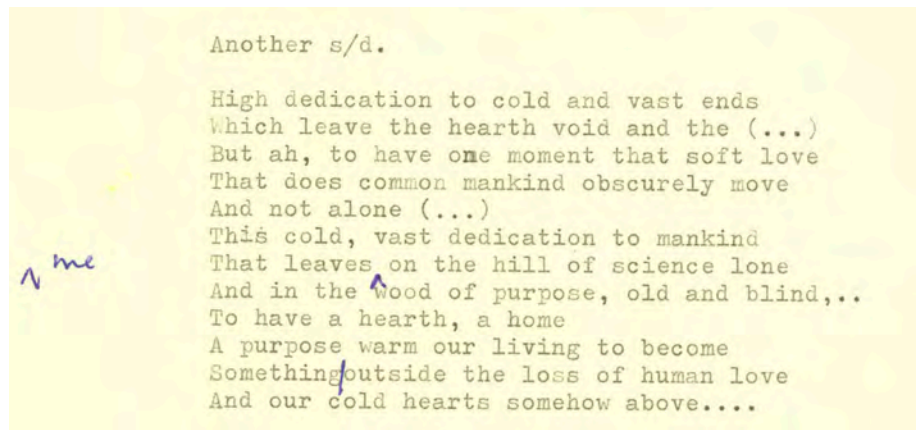 Another s/d.
High dedication to cold and vast ends
Which leave the hearth void and the (...)
But ah, to have one moment that soft love
That does common mankind obscurely move
And not alone (...)
This cold, vast dedication to mankind
me
That leaves on the hill of science lone
And in the wood of purpose, old and blind,..
To have a hearth, a home
A purpose warm our living to become
Something/outside the loss of human love
And our cold hearts somehow above....